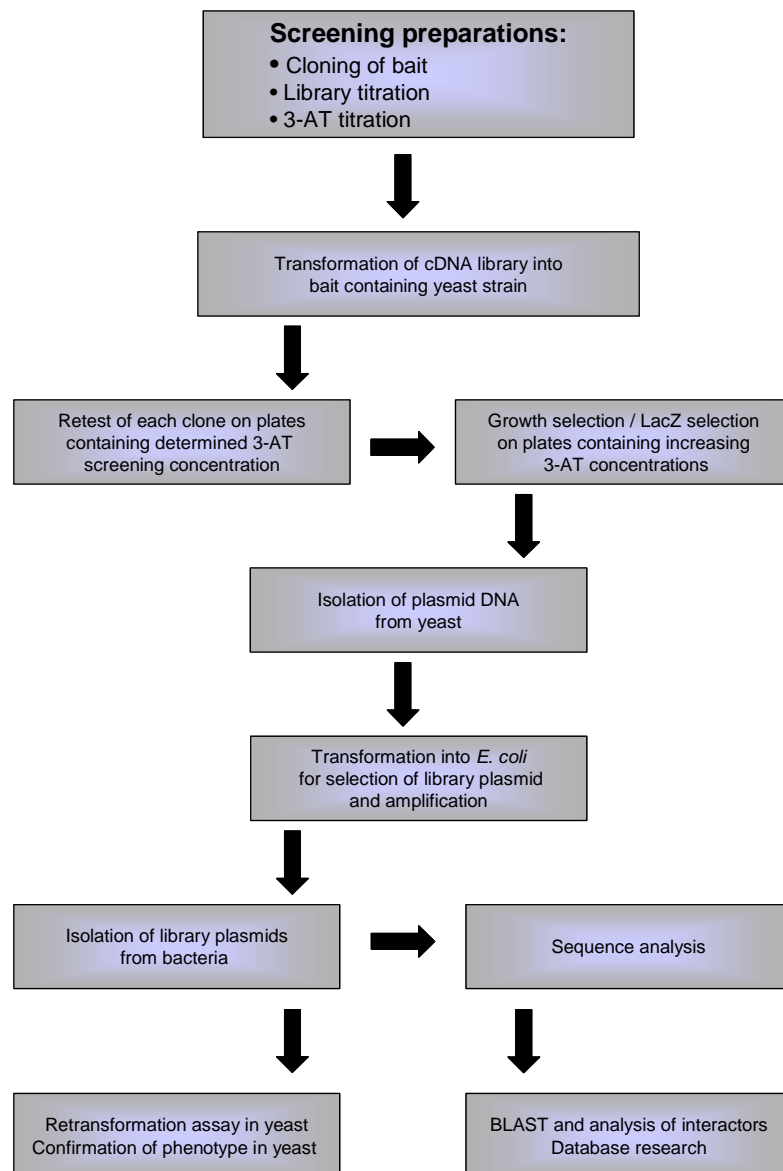 Screening preparations:
• Cloning of bait
• Library titration
• 3-AT titration
Transformation of cDNA library into
bait containing yeast strain
Retest of each clone on plates
containing determined 3-AT
screening concentration
Growth selection / LacZ selection
on plates containing increasing
3-AT concentrations
Isolation of plasmid DNA
from yeast
Transformation into E. coli
for selection of library plasmid
and amplification
Isolation of library plasmids
from bacteria
Sequence analysis
Retransformation assay in yeast
Confirmation of phenotype in yeast
BLAST and analysis of interactors
Database research